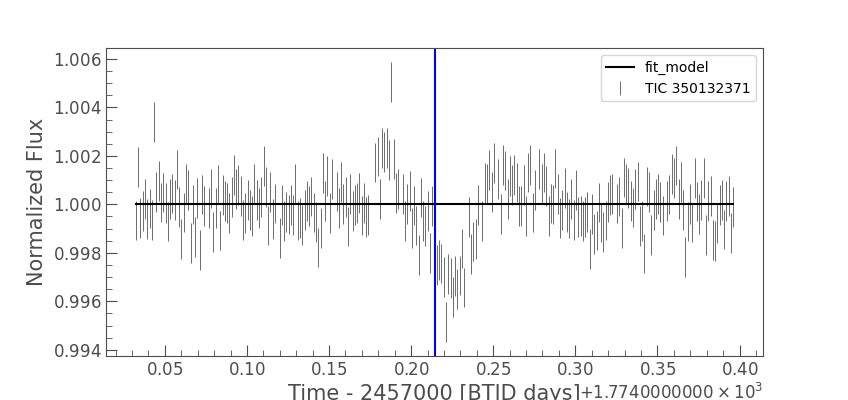 1.006
1.004
1.002
1.000
0.998
0.996
0.994
Normalized Flux
fit_model
TIC 350132371
0.05 0.10 0.15 0.20 0.25 0.30 0.35 0.40
Time - 2457000 [BTJD days]
+1.7740000000 × 10³